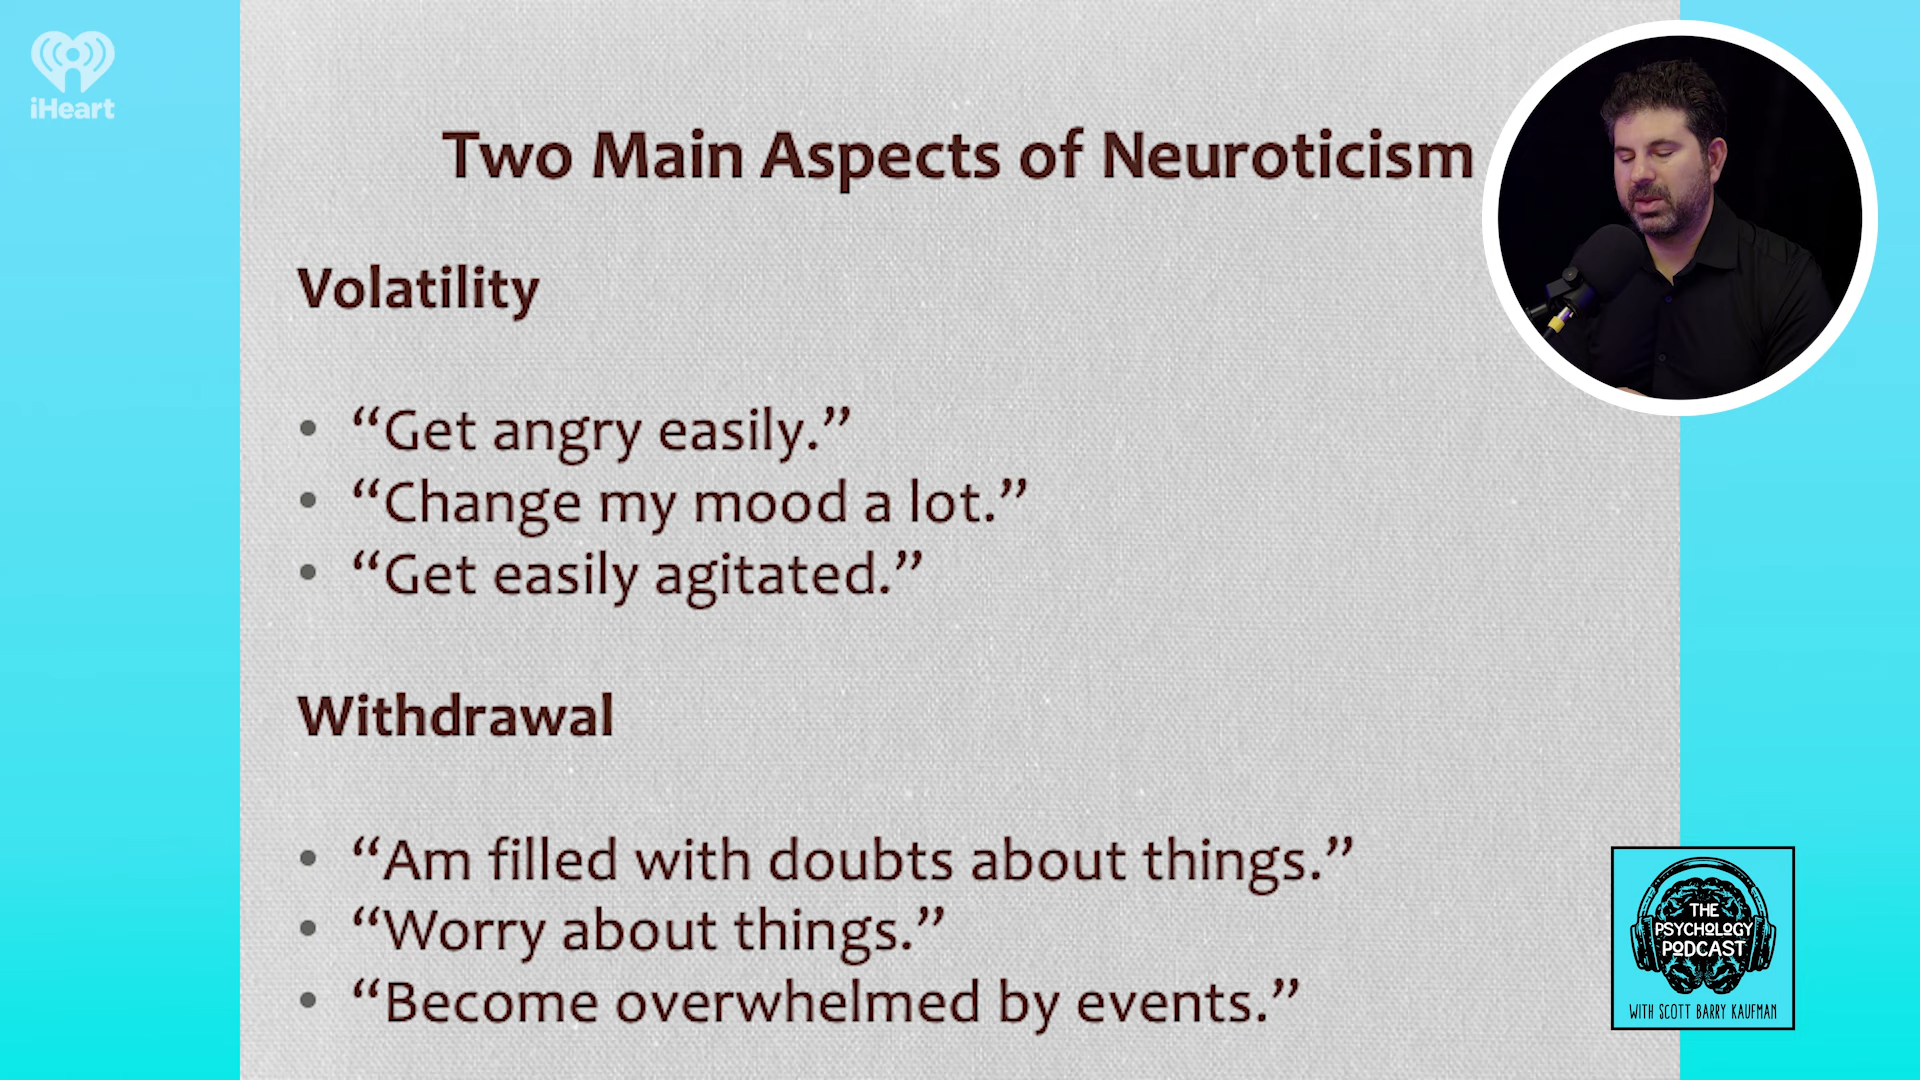 iHeart
Two Main Aspects of Neuroticism
Volatility
• “Get angry easily.”
• “Change my mood a lot.”
• “Get easily agitated.”
Withdrawal
• “Am filled with doubts about things.”
• “Worry about things.”
• “Become overwhelmed by events.”
THE
PSYCHOLOGY
PODCAST
WITH SCOTT BARRY KAUFMAN